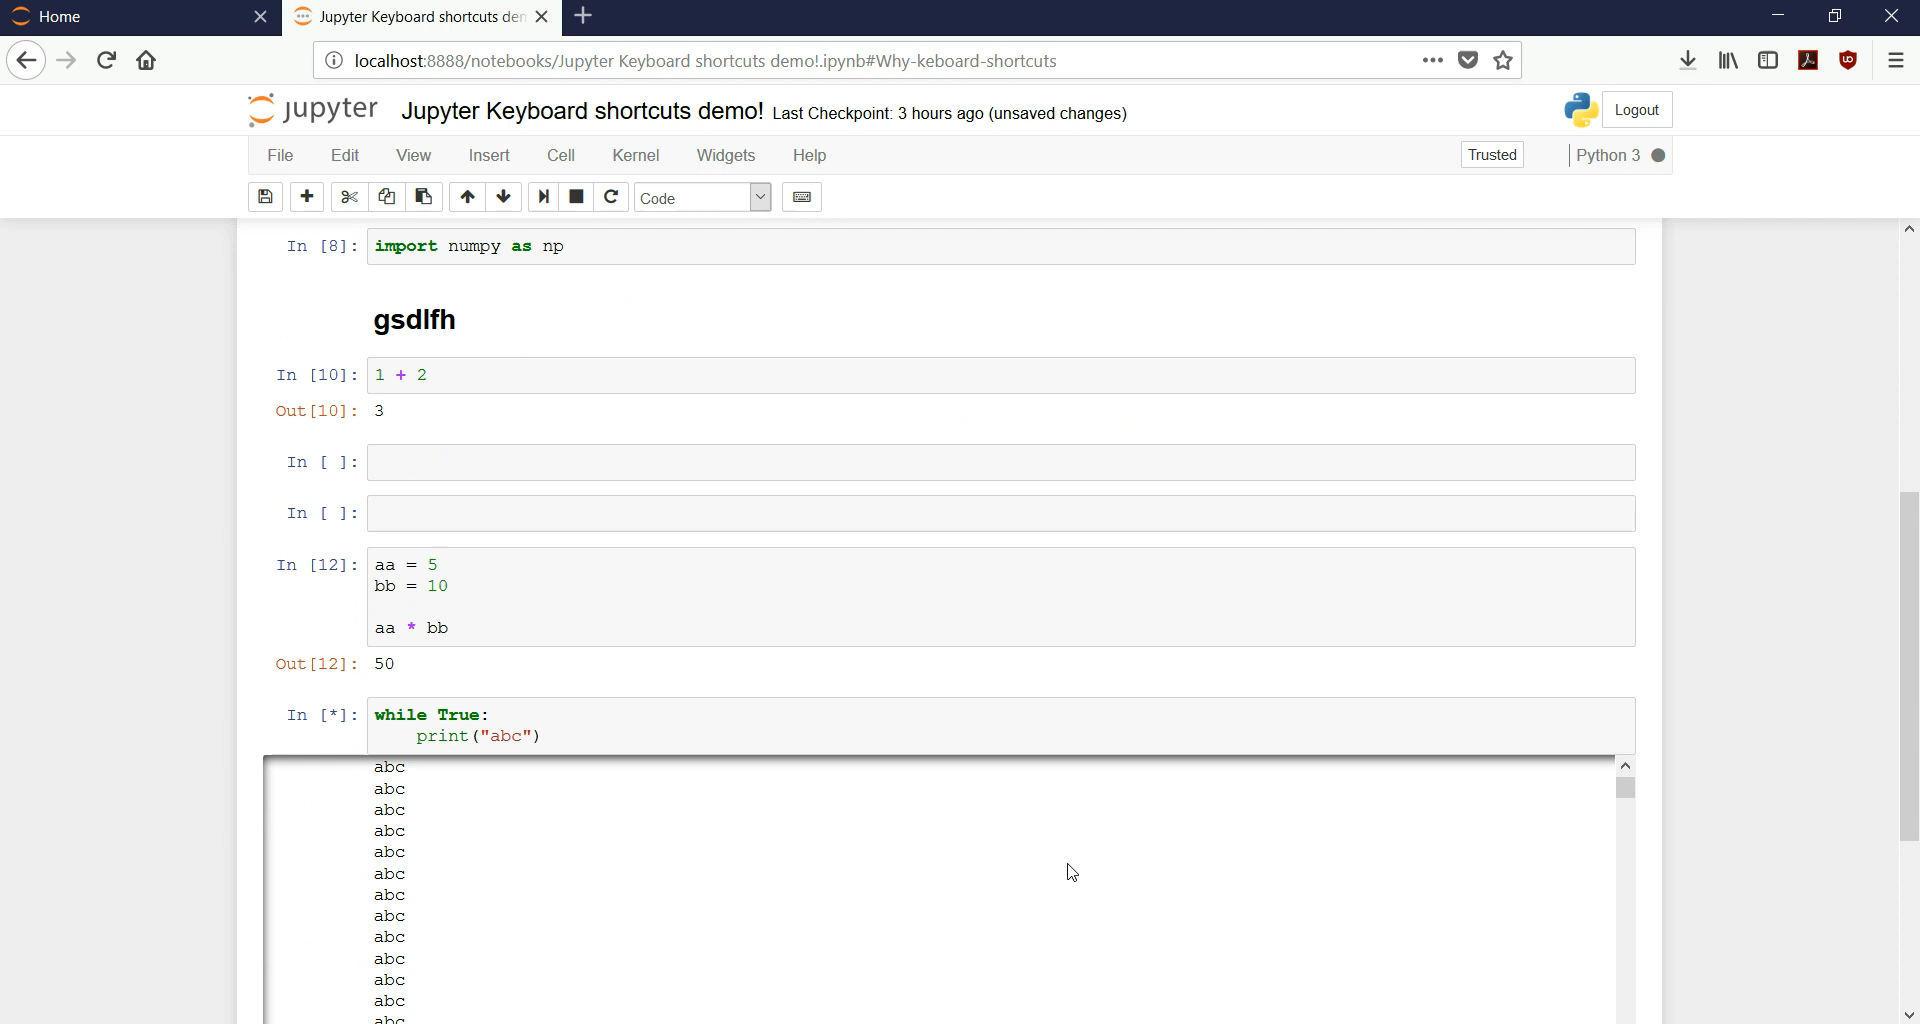 Home
Jupyter Keyboard shortcuts den
localhost:8888/notebooks/Jupyter Keyboard shortcuts demo!.ipynb#Why-keboard-shortcuts
jupyter Jupyter Keyboard shortcuts demo! Last Checkpoint: 3 hours ago (unsaved changes)
Logout
File Edit View Insert Cell Kernel Widgets Help
Trusted
Python 3
Code
In [8]: import numpy as np
gsdlfh
In [10]: 1 + 2
Out[10]: 3
In [ ]:
In [ ]:
In [12]: aa = 5
bb = 10
aa * bb
Out[12]: 50
In [*]: while True:
print("abc")
abc
abc
abc
abc
abc
abc
abc
abc
abc
abc
abc
abc
abc